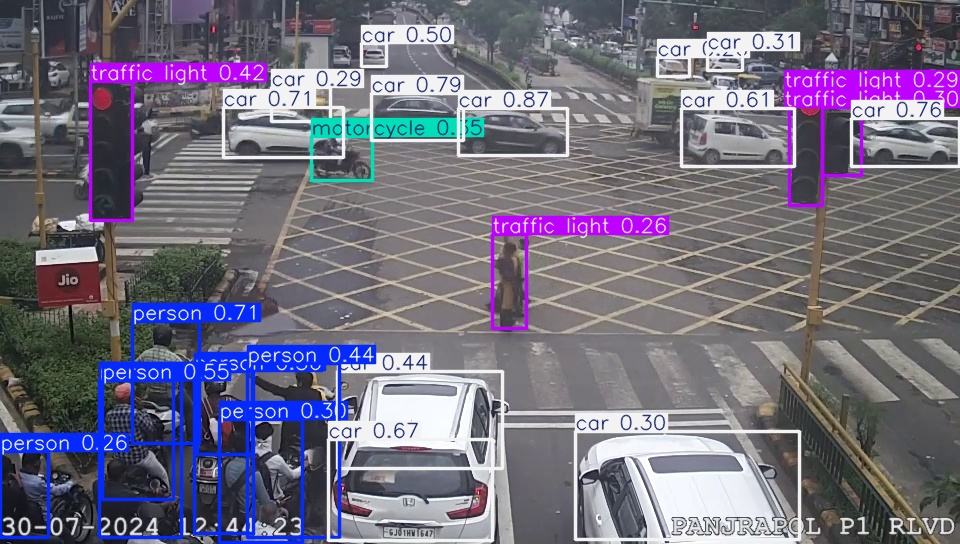 car 0.50
car 0.31
traffic light 0.42
car 0.29
car 0.79
traffic light 0.29
car 0.71
car 0.87
car 0.61
car 0.76
traffic light 0.26
Jio
person 0.71
person 0.44
car 0.44
person 0.55
person 0.30
car 0.67
car 0.30
person 0.26
GJ01HW1647
30-07-2024 12:44:23
PANJRAPOL P1 RLVD